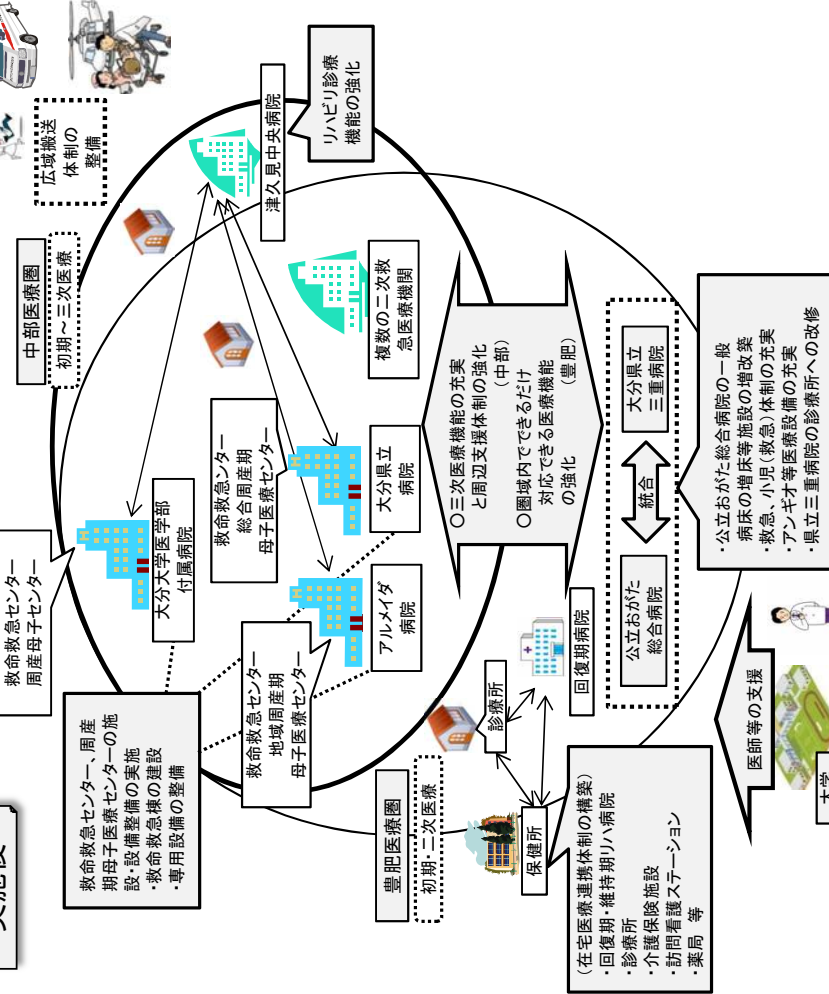 実施後
救命救急センター
周産母子センター
救命救急センター、周産
期母子医療センターの施
設・設備整備の実施
・救命救急棟の建設
・専用設備の整備
大分大学医学部
付属病院
中部医療圏
初期～三次医療
広域搬送
体制の
整備
救命救急ンター
総合周産期
母子医療センター
救命救急センター
地域周産期
母子医療センター
津久見中央病院
リハビリ診療
機能の強化
アルメイダ
病院
大分県立
病院
複数の二次救
急医療機関
豊肥医療圏
初期・二次医療
診療所
保健所
回復期病院
○三次医療機能の充実
と周辺支援体制の強化
(中部)
○圏域内でできるだけ
対応できる医療機能
の強化
(豊肥)
(在宅医療連携体制の構築)
・回復期・維持期リハ病院
・診療所
・介護保険施設
・訪問看護ステーション
・薬局 等
公立おがた
総合病院
統合
大分県立
三重病院
・公立おがた総合病院の一般
病床の増床等施設の増改築
・救急、小児(救急)体制の充実
・アンギオ等医療設備の充実
・県立三重病院の診療所への改修
医師等の支援
大学